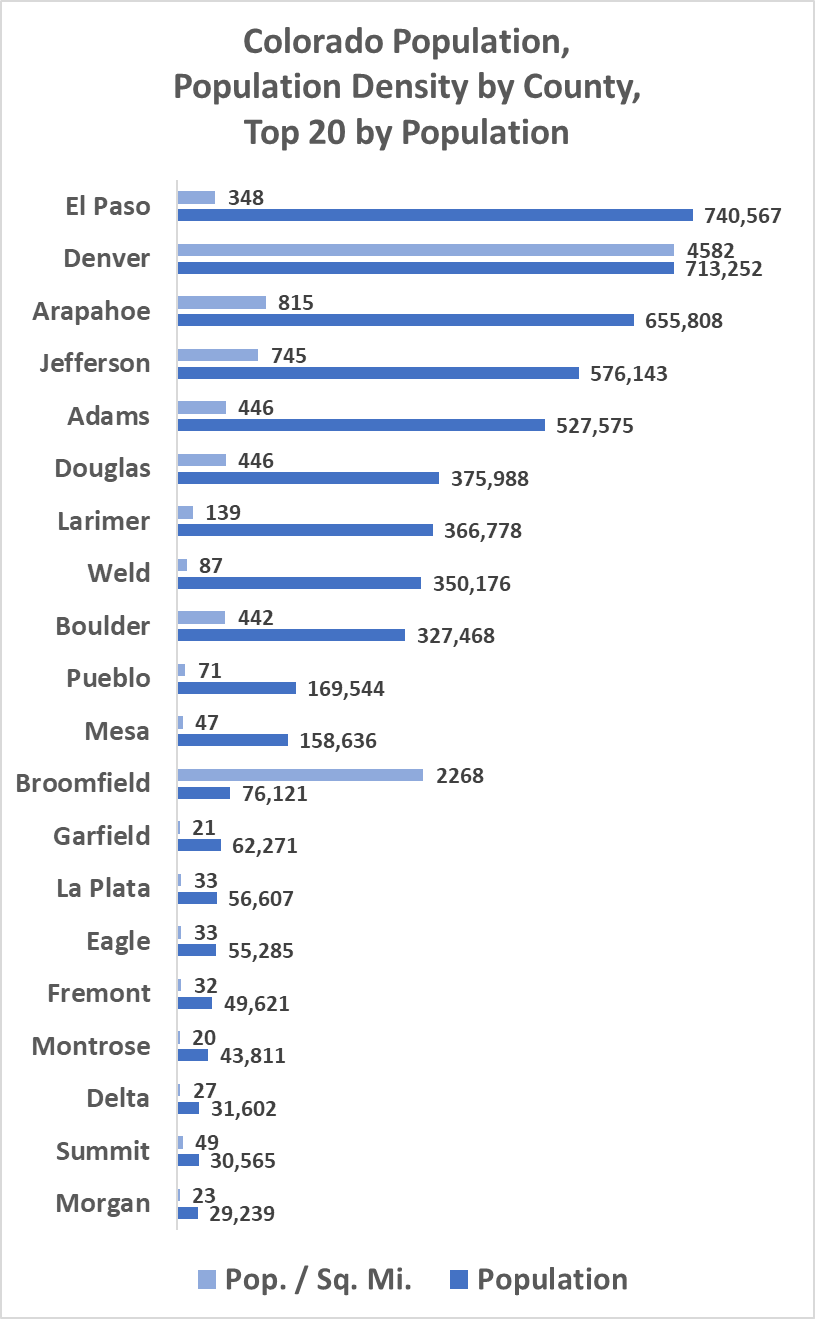 Colorado Population,
Population Density by County,
Top 20 by Population
El Paso
348
740,567
Denver
4582
713,252
Arapahoe
815
655,808
Jefferson
745
576,143
Adams
446
527,575
Douglas
446
375,988
Larimer
139
366,778
Weld
87
350,176
Boulder
442
327,468
Pueblo
71
169,544
Mesa
47
158,636
Broomfield
2268
76,121
Garfield
21
62,271
La Plata
33
56,607
Eagle
33
55,285
Fremont
32
49,621
Montrose
20
43,811
Delta
27
31,602
Summit
49
30,565
Morgan
23
29,239
Pop. / Sq. Mi. Population